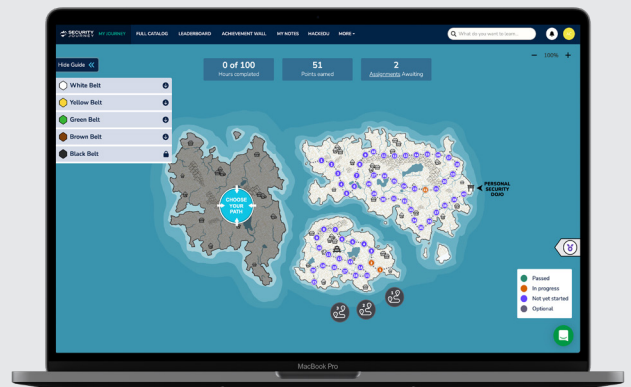 SECURITY JOURNEY
MY JOURNEY
FULL CATALOG
LEADERBOARD
ACHIEVEMENT WALL
MY NOTES
HACKEDU
MORE
What do you want to learn...
Hide Guide
0 of 100
Hours completed
51
Points earned
2
Assignments Awaiting
100%
White Belt
Yellow Belt
Green Belt
Brown Belt
Black Belt
CHOOSE
YOUR
PATH
PERSONAL
SECURITY
DOJO
Passed
In progress
Not yet started
Optional
MacBook Pro